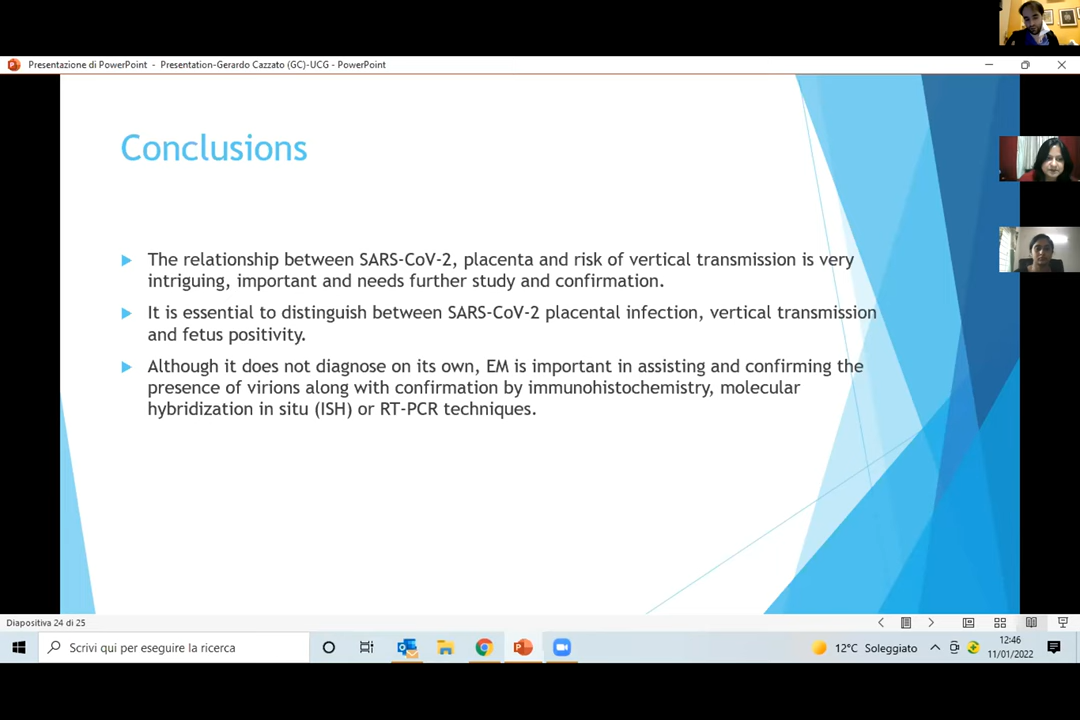 Presentazione di PowerPoint - Presentation-Gerardo Cazzato (GC)-UCG - PowerPoint
Conclusions
The relationship between SARS-CoV-2, placenta and risk of vertical transmission is very
intriguing, important and needs further study and confirmation.
It is essential to distinguish between SARS-CoV-2 placental infection, vertical transmission
and fetus positivity.
Although it does not diagnose on its own, EM is important in assisting and confirming the
presence of virions along with confirmation by immunohistochemistry, molecular
hybridization in situ (ISH) or RT-PCR techniques.
Diapositiva 24 di 25
Scrivi qui per eseguire la ricerca
12°C Soleggiato
12:46
11/01/2022